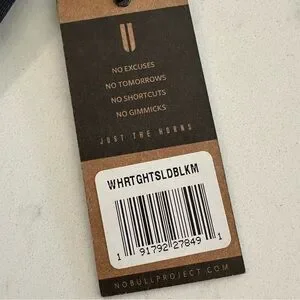 NO EXCUSES
NO TOMORROWS
NO SHORTCUTS
NO GIMMICKS
JUST THE HORNS
WHRTGHTSLDBLKM
1 91792 27849 1
NOBULLPROJECT.COM